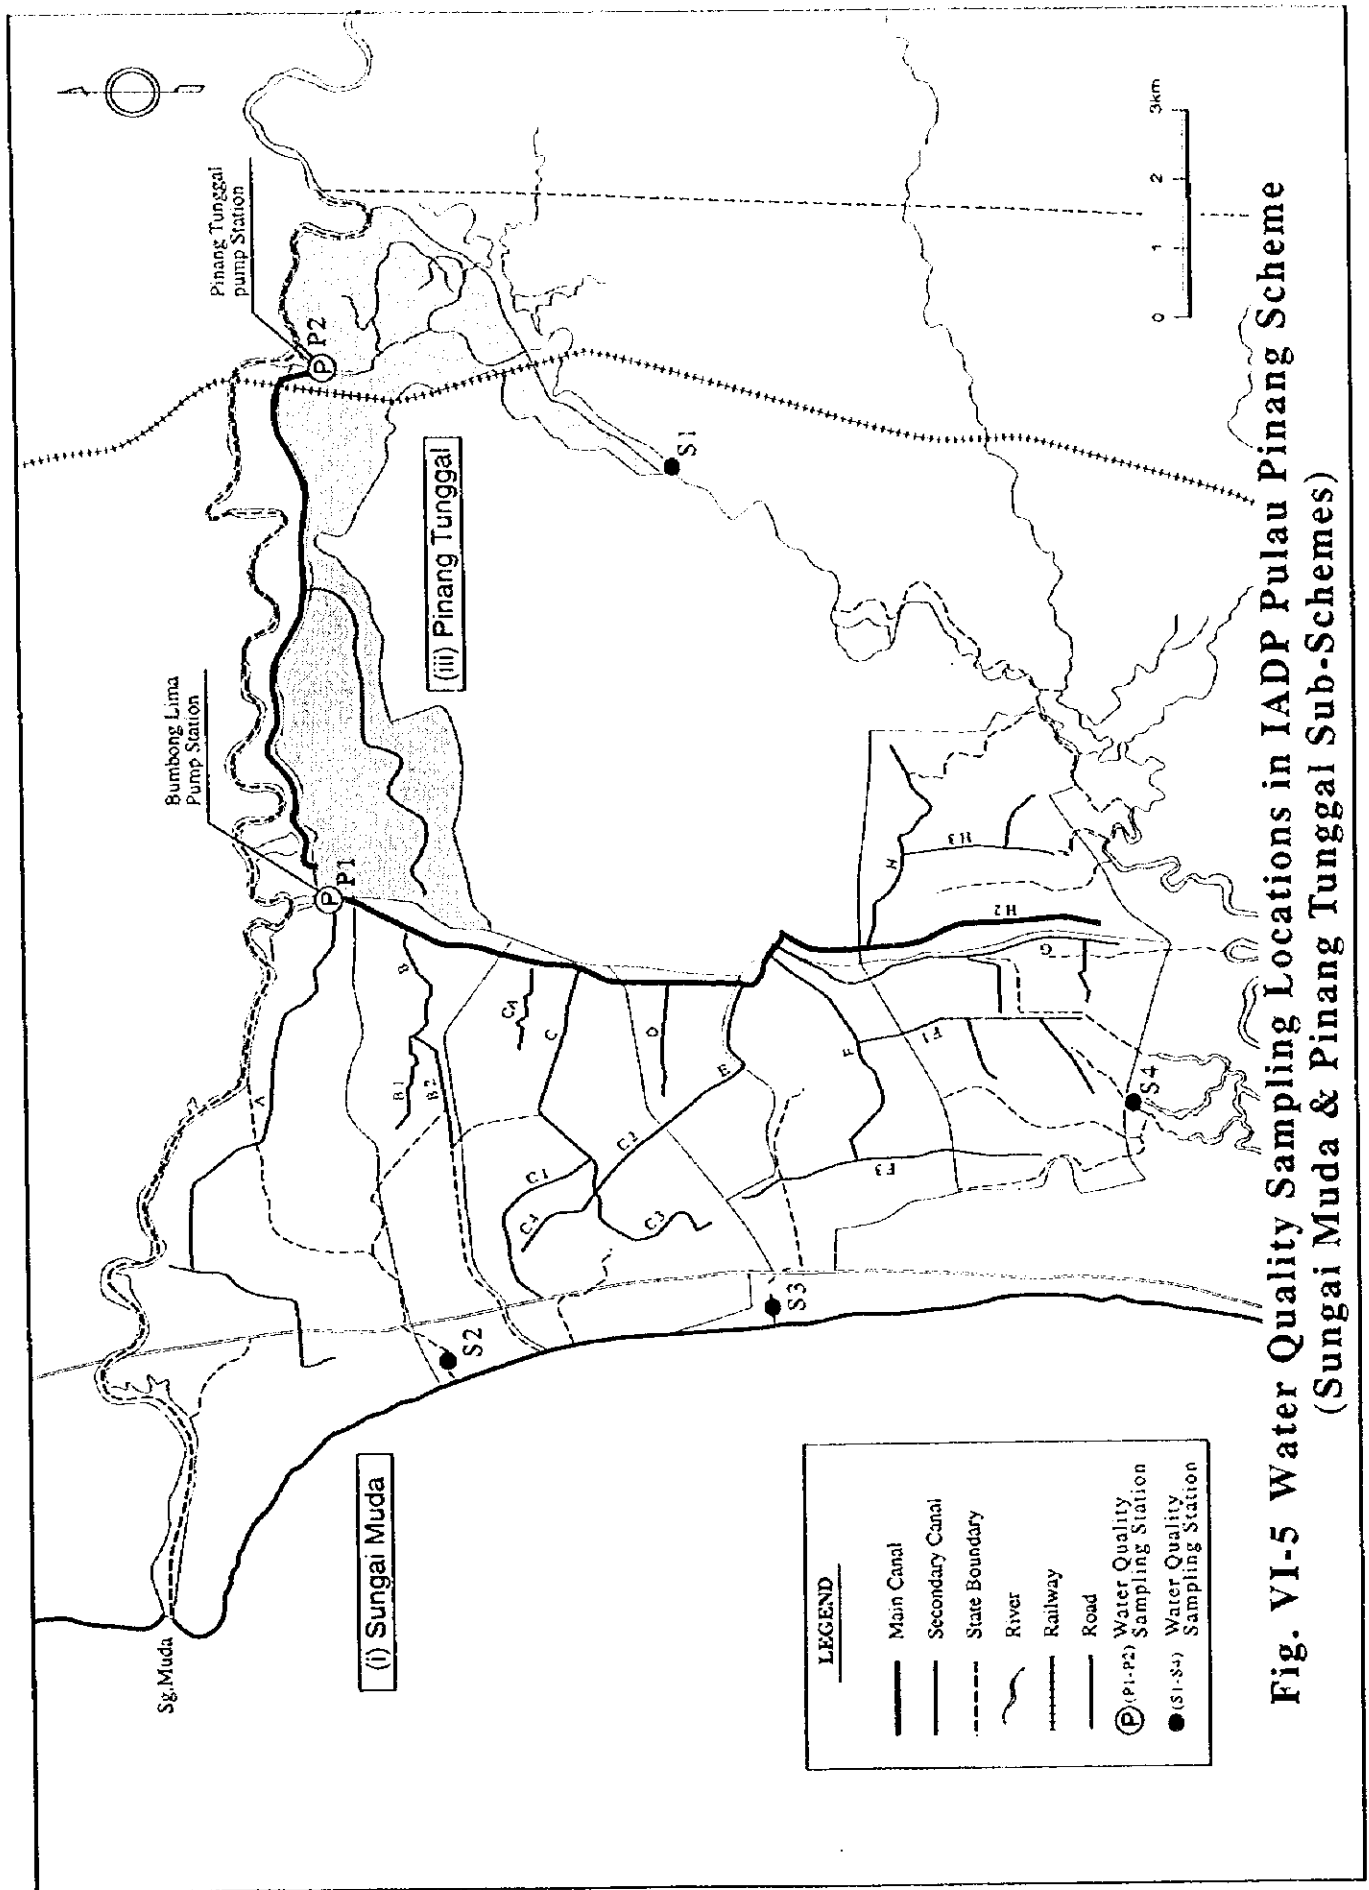 Pinang Tunggal
pump Station
P
P2
Bumbong Lima
Pump Station
P
P1
(iii) Pinang Tunggal
S1
Sg.Muda
(i) Sungai Muda
A
B
B1
B2
C
C1
C2
C3
C4
D
E
F
F1
F3
G
H
H2
H3
S2
S3
S4
0 1 2 3km
LEGEND
Main Canal
Secondary Canal
State Boundary
River
Railway
Road
P (P1-P2) Water Quality
Sampling Station
(S1-S4) Water Quality
Sampling Station
Fig. VI-5 Water Quality Sampling Locations in IADP Pulau Pinang Scheme
(Sungai Muda & Pinang Tunggal Sub-Schemes)